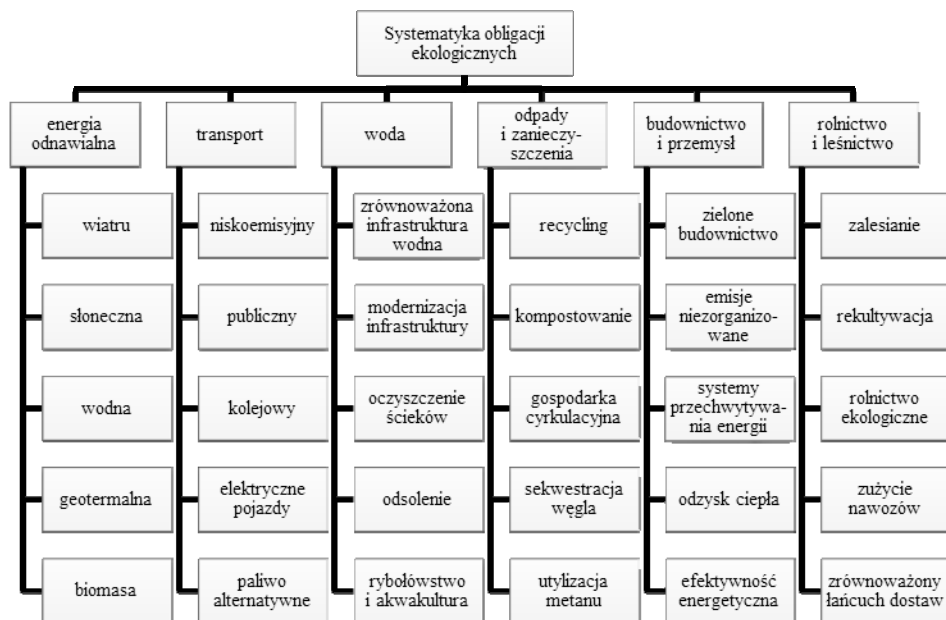 Systematyka obligacji
ekologicznych
energia
odnawialna
transport
woda
odpady
i zanieczy-
szczenia
budownictwo
i przemysł
rolnictwo
i leśnictwo
wiatru
niskoemisyjny
zrównoważona
infrastruktura
wodna
recycling
zielone
budownictwo
zalesianie
słoneczna
publiczny
modernizacja
infrastruktury
kompostowanie
emisje
niezorganizo-
wane
rekultywacja
wodna
kolejowy
oczyszczenie
ścieków
gospodarka
cyrkulacyjna
systemy
przechwytywa-
nia energii
rolnictwo
ekologiczne
geotermalna
elektryczne
pojazdy
odsolenie
sekwestracja
węgla
odzysk ciepła
zużycie
nawozów
biomasa
paliwo
alternatywne
rybołówstwo
i akwakultura
utylizacja
metanu
efektywność
energetyczna
zrównoważony
łańcuch dostaw